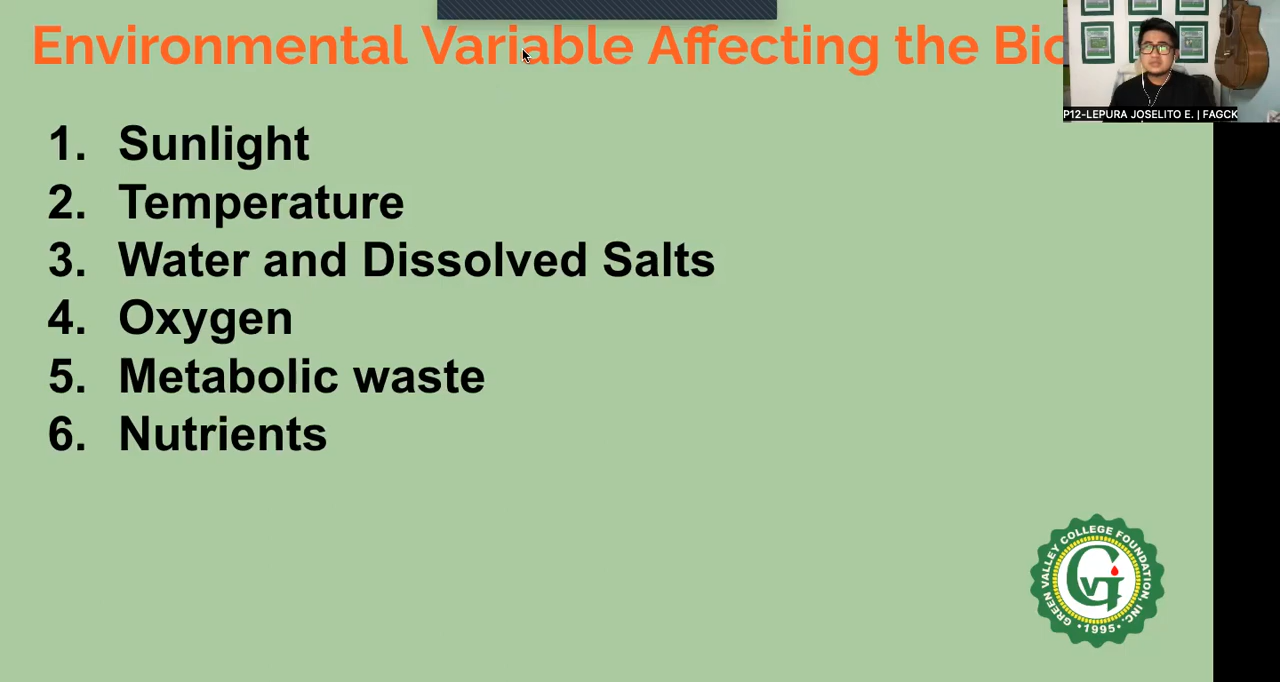 Environmental Variable Affecting the
1. Sunlight
2. Temperature
3. Water and Dissolved Salts
4. Oxygen
5. Metabolic waste
6. Nutrients
P12-LEPURA JOSELITO E. | FAGCK
GREEN VALLEY COLLEGE FOUNDATION, INC.
GVI
•1995•